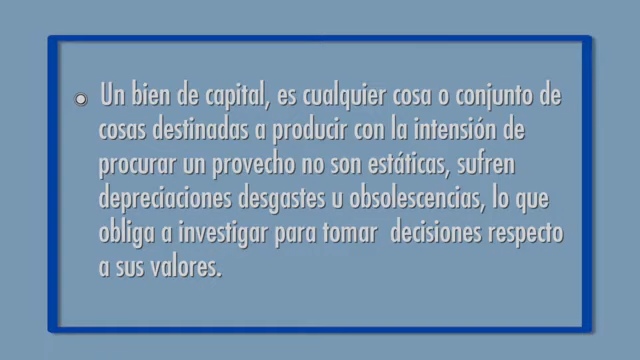 Un bien de capital, es cualquier cosa o conjunto de
cosas destinadas a producir con la intensión de
procurar un provecho no son estáticas, sufren
depreciaciones desgastes u obsolescencias, lo que
obliga a investigar para tomar decisiones respecto
a sus valores.